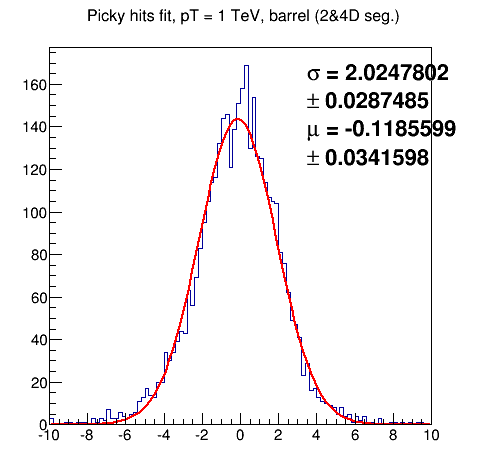 Picky hits fit, pT = 1 TeV, barrel (2&4D seg.)
σ = 2.0247802
± 0.0287485
μ = -0.1185599
± 0.0341598
160
140
120
100
80
60
40
20
0
-10 -8 -6 -4 -2 0 2 4 6 8 10